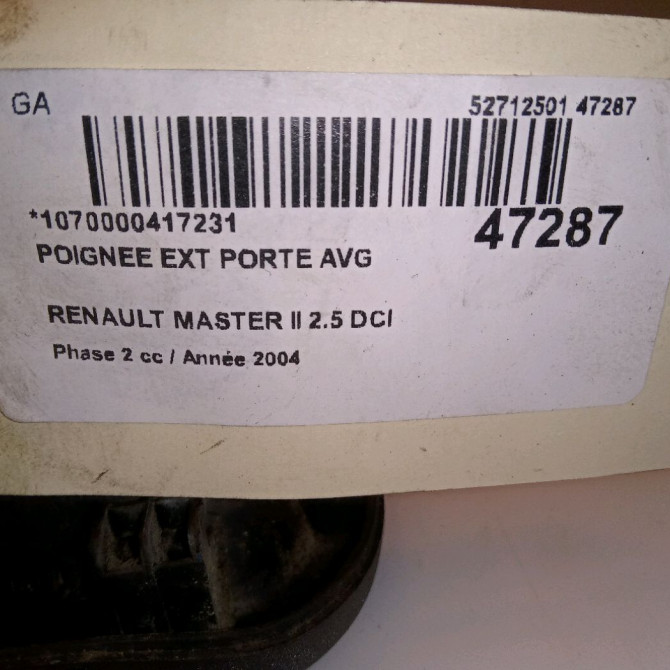 GA
52712501 47287
*1070000417231
47287
POIGNEE EXT PORTE AVG
RENAULT MASTER II 2.5 DCI
Phase 2 cc / Année 2004